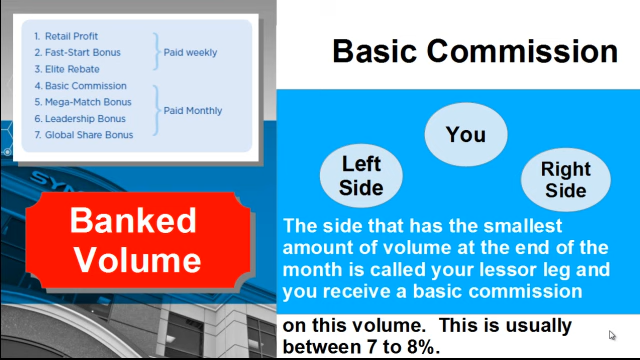 1. Retail Profit
2. Fast-Start Bonus
3. Elite Rebate
Paid weekly
4. Basic Commission
5. Mega-Match Bonus
6. Leadership Bonus
7. Global Share Bonus
Paid Monthly
SYN
Banked
Volume
Basic Commission
You
Left
Side
Right
Side
The side that has the smallest
amount of volume at the end of the
month is called your lessor leg and
you receive a basic commission
on this volume. This is usually
between 7 to 8%.